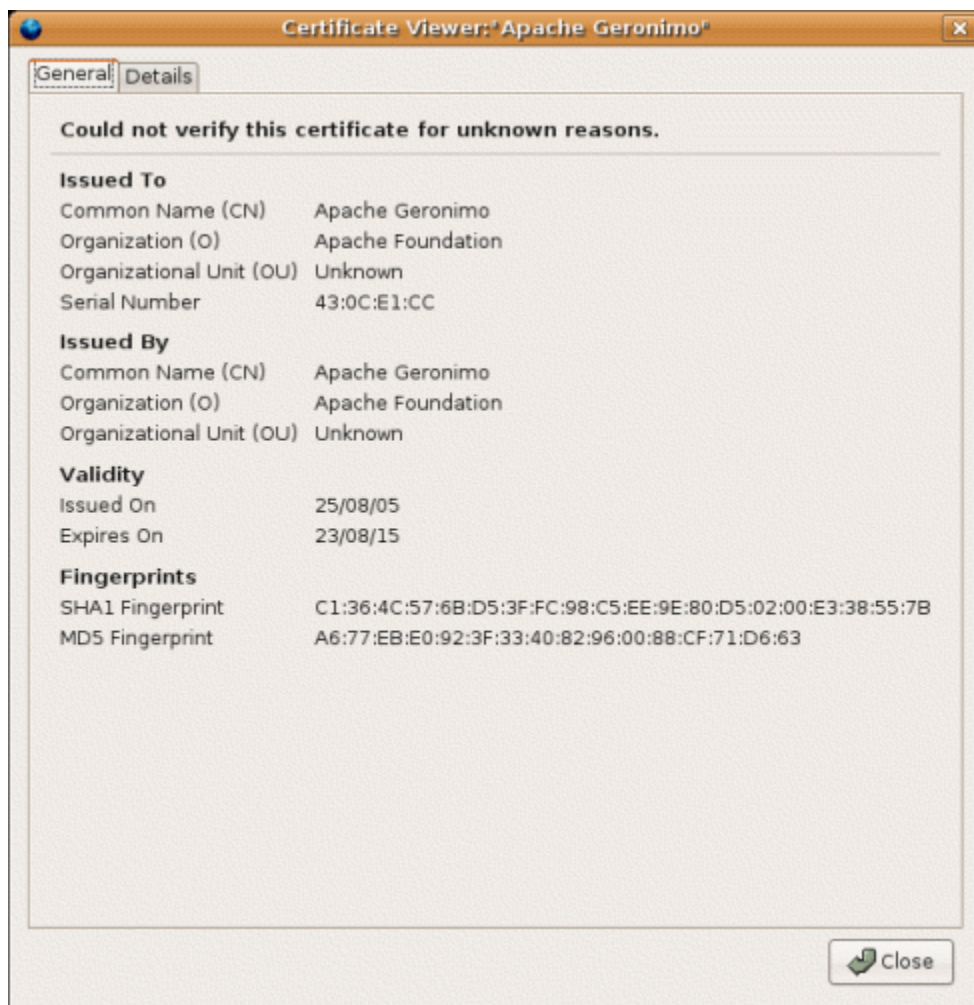 Certificate Viewer:"Apache Geronimo"
General Details
Could not verify this certificate for unknown reasons.
Issued To
Common Name (CN) Apache Geronimo
Organization (O) Apache Foundation
Organizational Unit (OU) Unknown
Serial Number 43:0C:E1:CC
Issued By
Common Name (CN) Apache Geronimo
Organization (O) Apache Foundation
Organizational Unit (OU) Unknown
Validity
Issued On 25/08/05
Expires On 23/08/15
Fingerprints
SHA1 Fingerprint C1:36:4C:57:6B:D5:3F:FC:98:C5:EE:9E:80:D5:02:00:E3:38:55:7B
MD5 Fingerprint A6:77:EB:E0:92:3F:33:40:82:96:00:88:CF:71:D6:63
Close